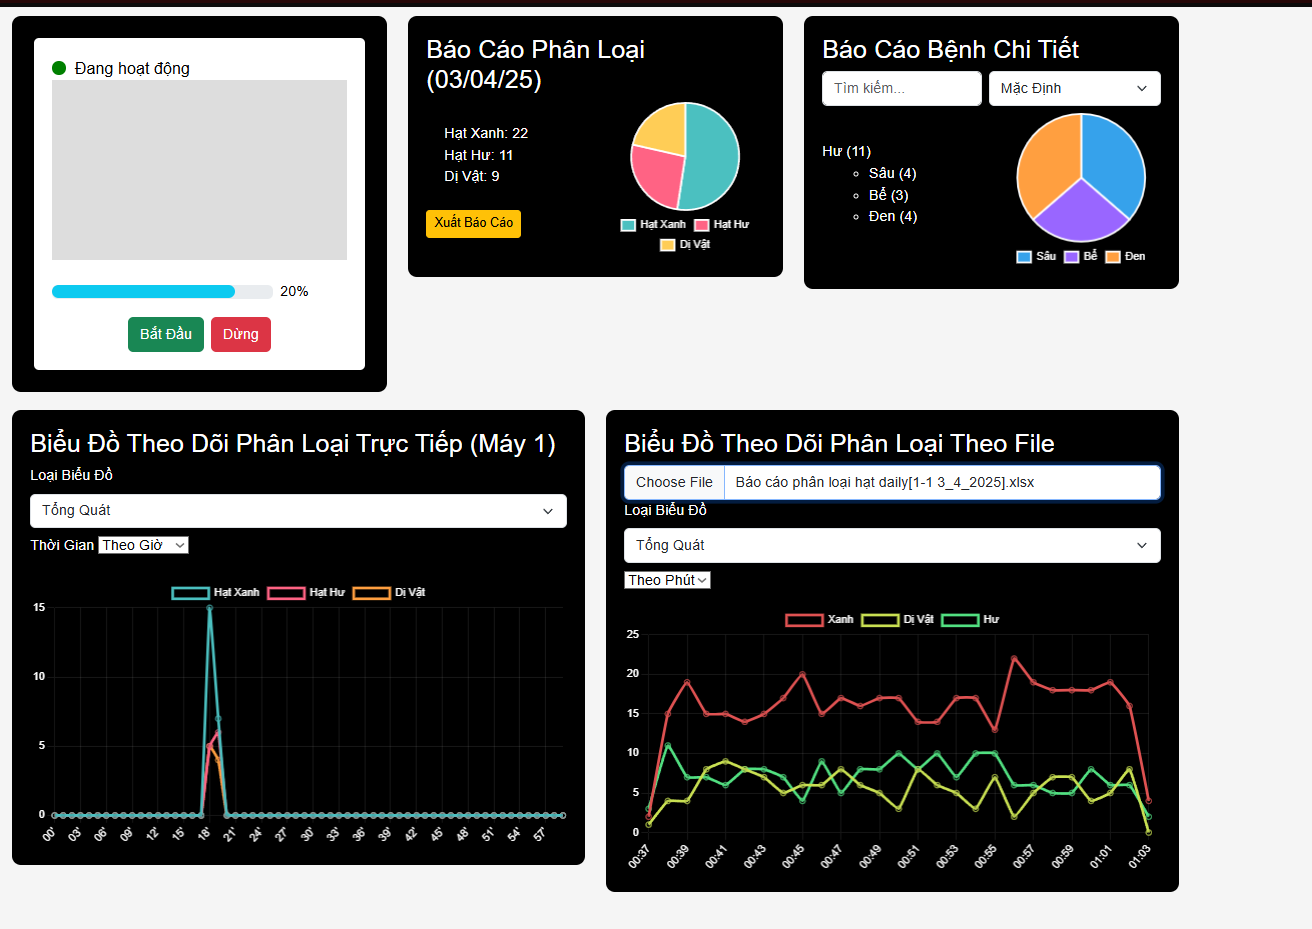 Đang hoạt động
20%
Bắt Đầu
Dừng
Báo Cáo Phân Loại
(03/04/25)
Hạt Xanh: 22
Hạt Hư: 11
Dị Vật: 9
Xuất Báo Cáo
Hạt Xanh
Hạt Hư
Dị Vật
Báo Cáo Bệnh Chi Tiết
Tìm kiếm...
Mặc Định
Hư (11)
Sâu (4)
Bể (3)
Đen (4)
Sâu
Bể
Đen
Biểu Đồ Theo Dõi Phân Loại Trực Tiếp (Máy 1)
Loại Biểu Đồ
Tổng Quát
Thời Gian Theo Giờ
Hạt Xanh
Hạt Hư
Dị Vật
15
10
5
0
00'
03'
06'
09'
12'
15'
18'
21'
24'
27'
30'
33'
36'
39'
42'
45'
48'
51'
54'
57'
Biểu Đồ Theo Dõi Phân Loại Theo File
Choose File
Báo cáo phân loại hạt daily[1-1 3_4_2025].xlsx
Loại Biểu Đồ
Tổng Quát
Theo Phút
Xanh
Dị Vật
Hư
25
20
15
10
5
0
00:37
00:39
00:41
00:43
00:45
00:47
00:49
00:51
00:53
00:55
00:57
00:59
01:01
01:03